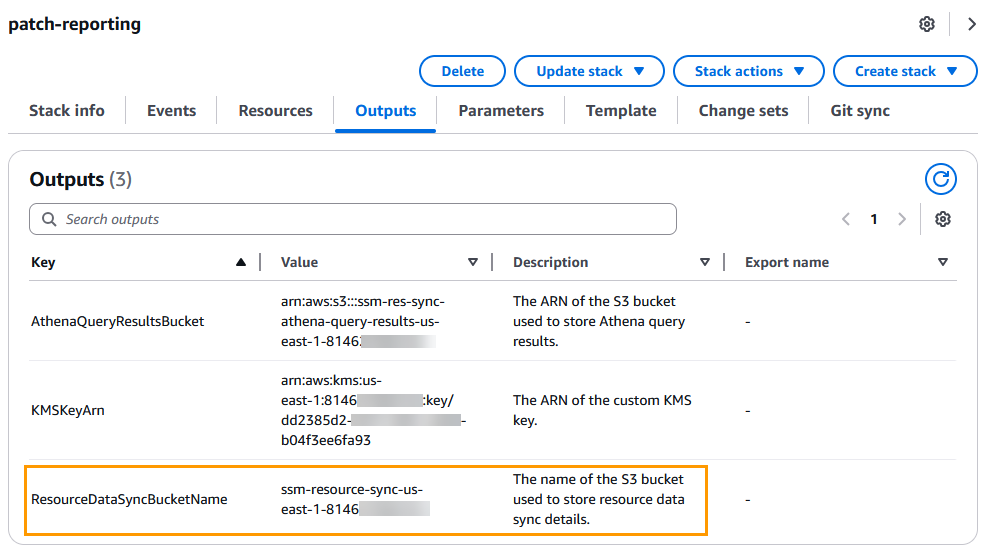 patch-reporting
Delete
Update stack
Stack actions
Create stack
Stack info
Events
Resources
Outputs
Parameters
Template
Change sets
Git sync
Outputs (3)
Search outputs
1
Key
Value
Description
Export name
AthenaQueryResultsBucket
arn:aws:s3:::ssm-res-sync-
athena-query-results-us-
east-1-8146
The ARN of the S3 bucket
used to store Athena query
results.
-
KMSKeyArn
arn:aws:kms:us-
east-1:8146 :key/
dd2385d2- -
b04f3ee6fa93
The ARN of the custom KMS
key.
-
ResourceDataSyncBucketName
ssm-resource-sync-us-
east-1-8146
The name of the S3 bucket
used to store resource data
sync details.
-